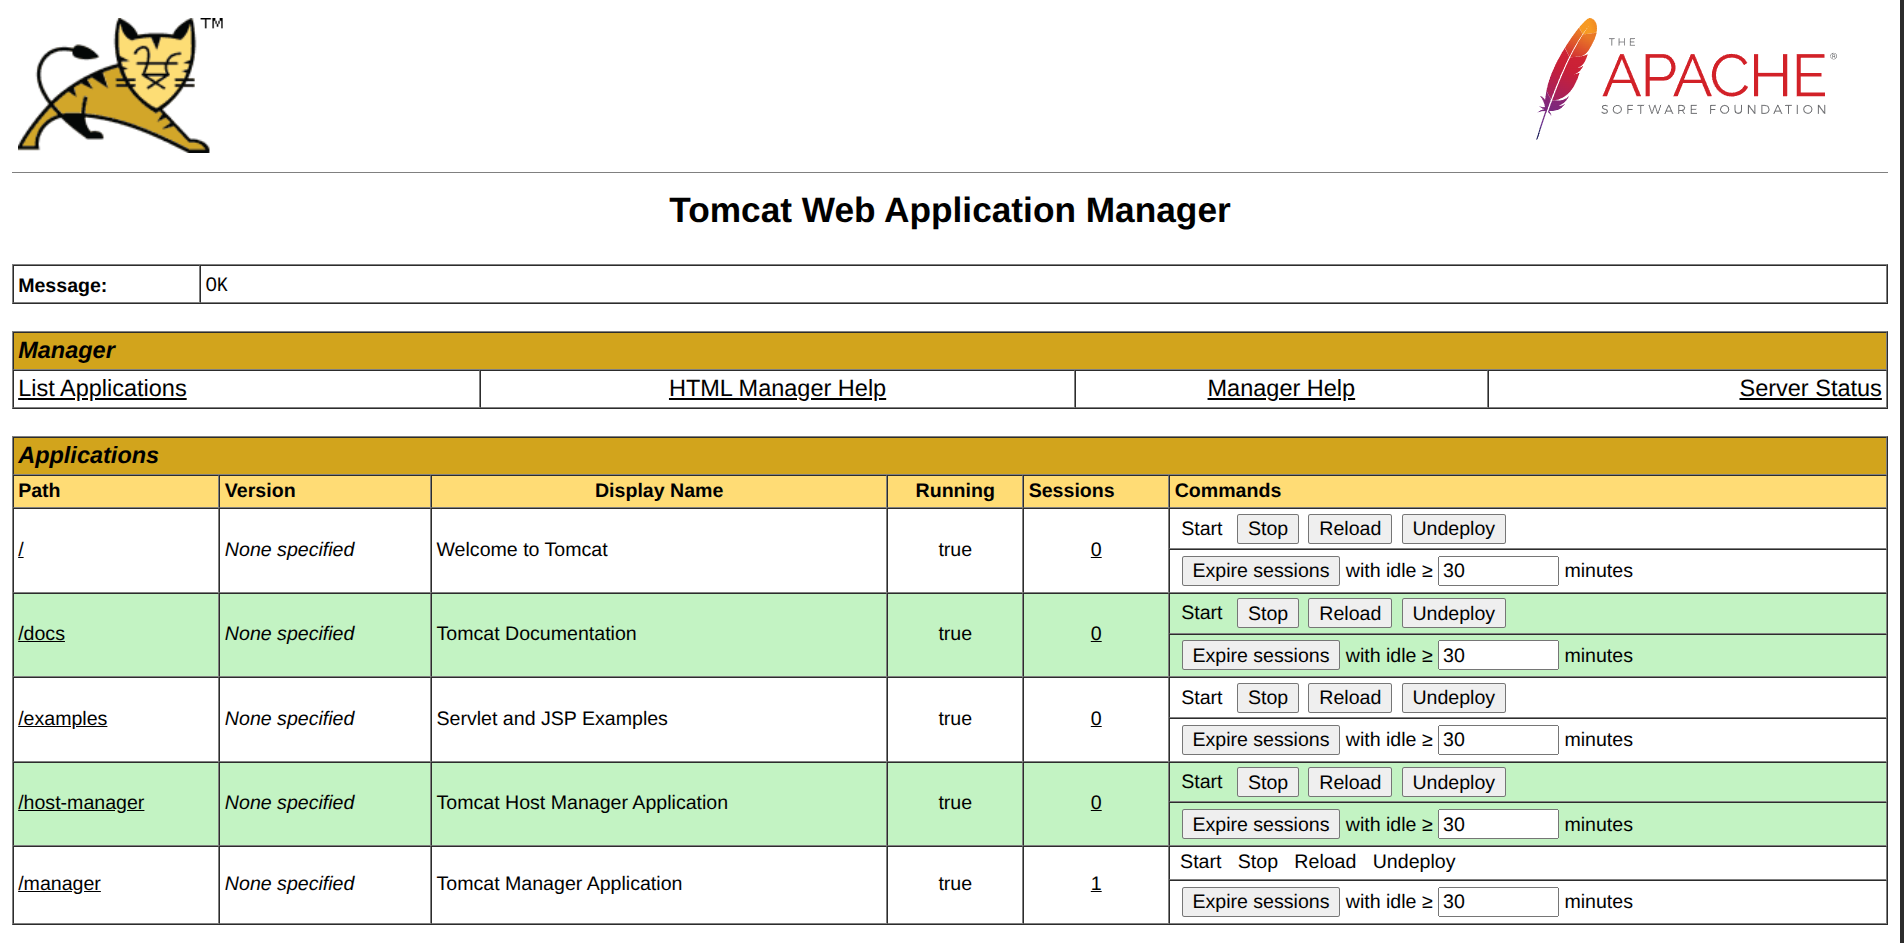 TM
THE
APACHE®
SOFTWARE FOUNDATION
Tomcat Web Application Manager
Message: OK
Manager
List Applications HTML Manager Help Manager Help Server Status
Applications
Path Version Display Name Running Sessions Commands
/ None specified Welcome to Tomcat true 0 Start Stop Reload Undeploy
Expire sessions with idle ≥ 30 minutes
/docs None specified Tomcat Documentation true 0 Start Stop Reload Undeploy
Expire sessions with idle ≥ 30 minutes
/examples None specified Servlet and JSP Examples true 0 Start Stop Reload Undeploy
Expire sessions with idle ≥ 30 minutes
/host-manager None specified Tomcat Host Manager Application true 0 Start Stop Reload Undeploy
Expire sessions with idle ≥ 30 minutes
/manager None specified Tomcat Manager Application true 1 Start Stop Reload Undeploy
Expire sessions with idle ≥ 30 minutes